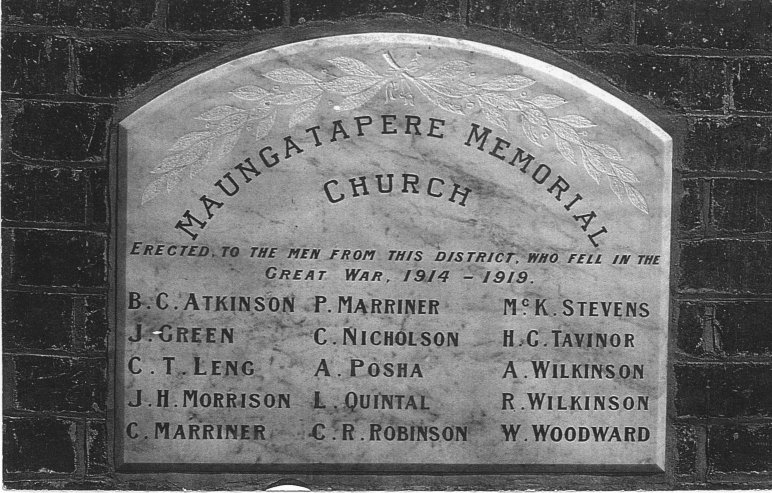 MAUNGATAPERE MEMORIAL
CHURCH
ERECTED, TO THE MEN FROM THIS DISTRICT, WHO FELL IN THE
GREAT WAR, 1914 – 1919.
B. C. ATKINSON P. MARRINER McK. STEVENS
J. GREEN C. NICHOLSON H. G. TAVINOR
C. T. LENG A. POSHA A. WILKINSON
J. H. MORRISON L. QUINTAL R. WILKINSON
C. MARRINER C. R. ROBINSON W. WOODWARD